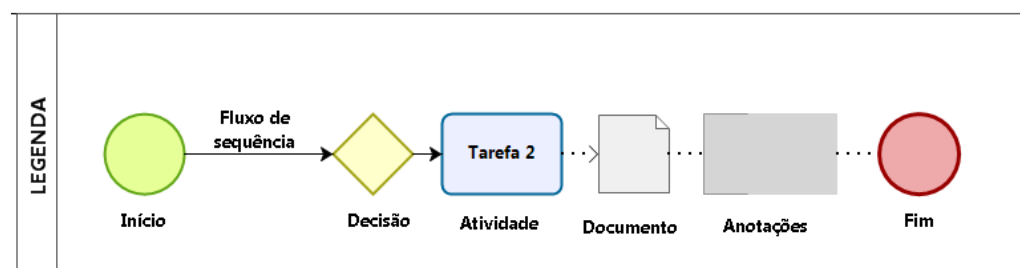 LEGENDA
Fluxo de
sequência
Tarefa 2
Início
Decisão
Atividade
Documento
Anotações
Fim